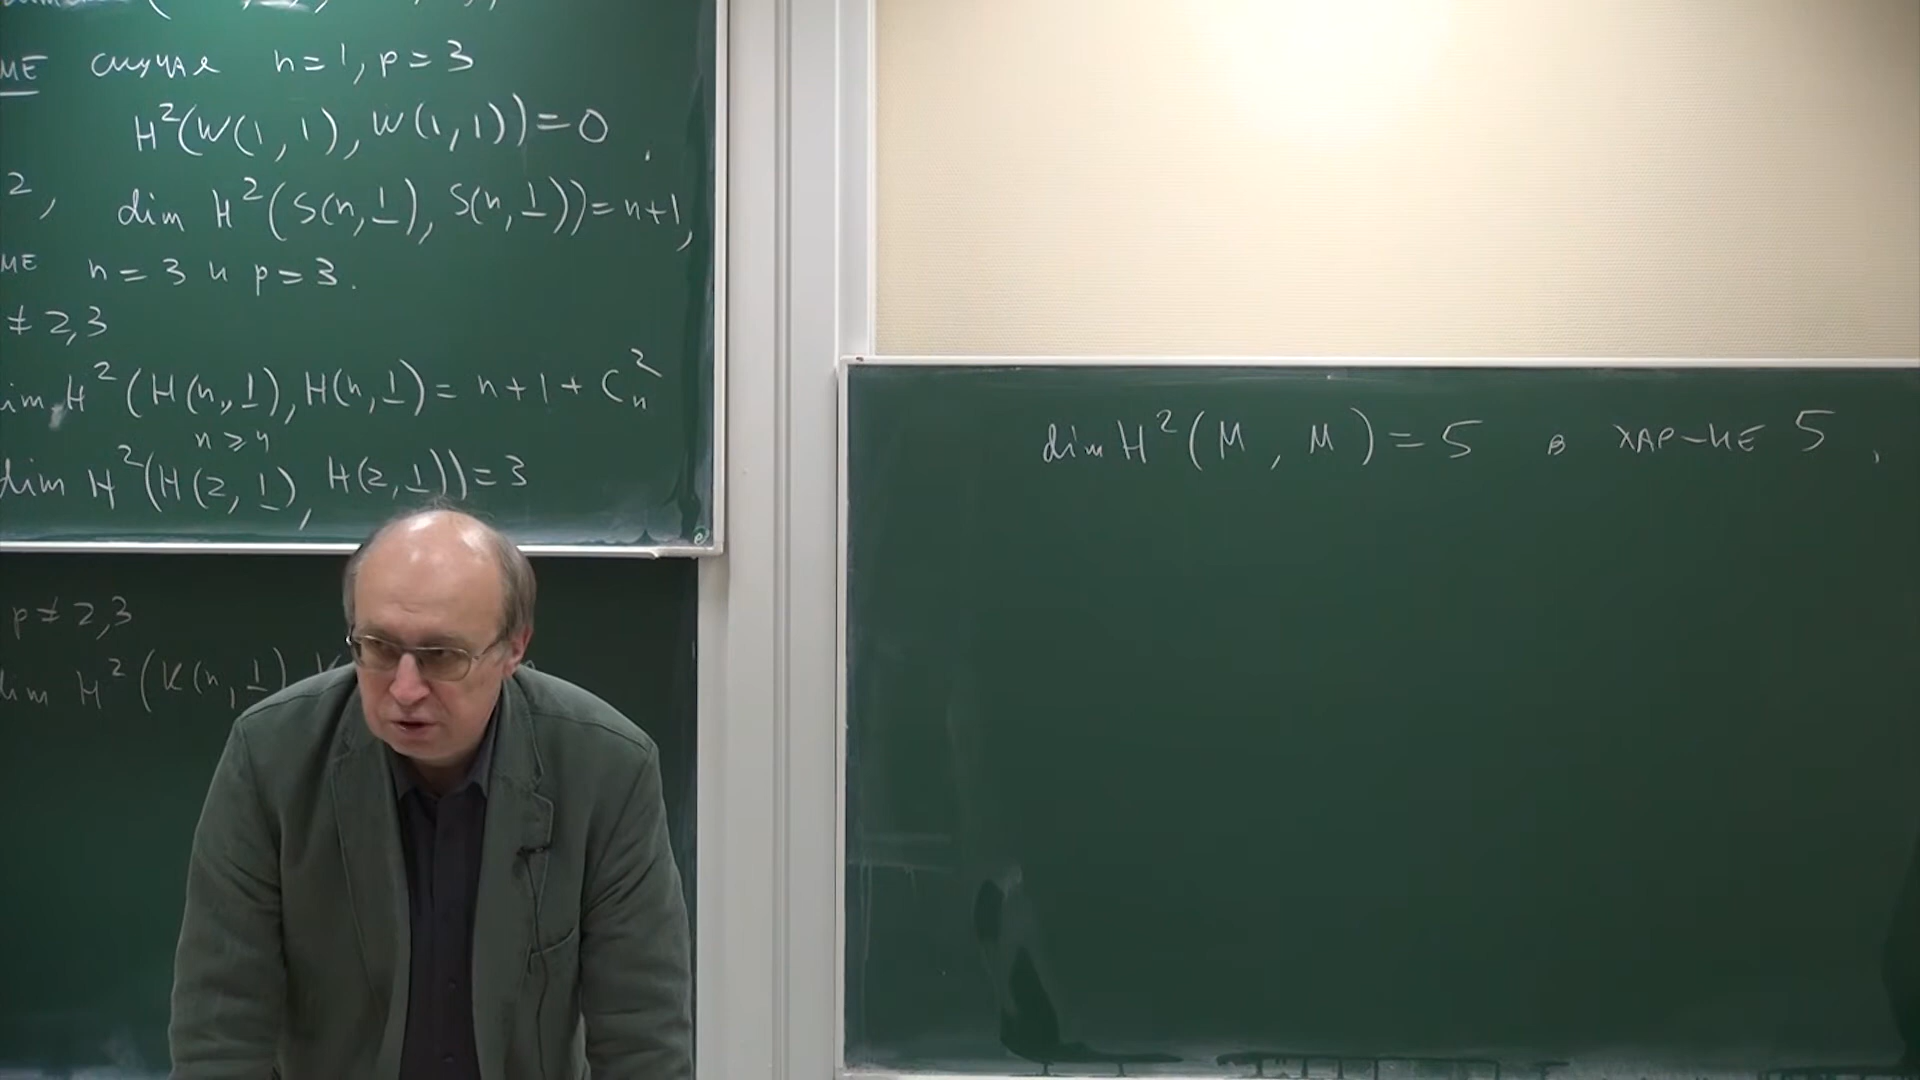 МЕ случая n=1, p=3
H²(W(1,1), W(1,1))=0.
2, dim H²(S(n,1), S(n,1))=n+1,
МЕ n=3 и p=3.
≠2,3
im H²(H(n,1), H(n,1)=n+1+C²ₙ
n⩾4
dim H²(H(2,1), H(2,1))=3
p≠2,3
dim H²(K(n,1)
dim H²(M, M)=5 в ХАР-КЕ 5,